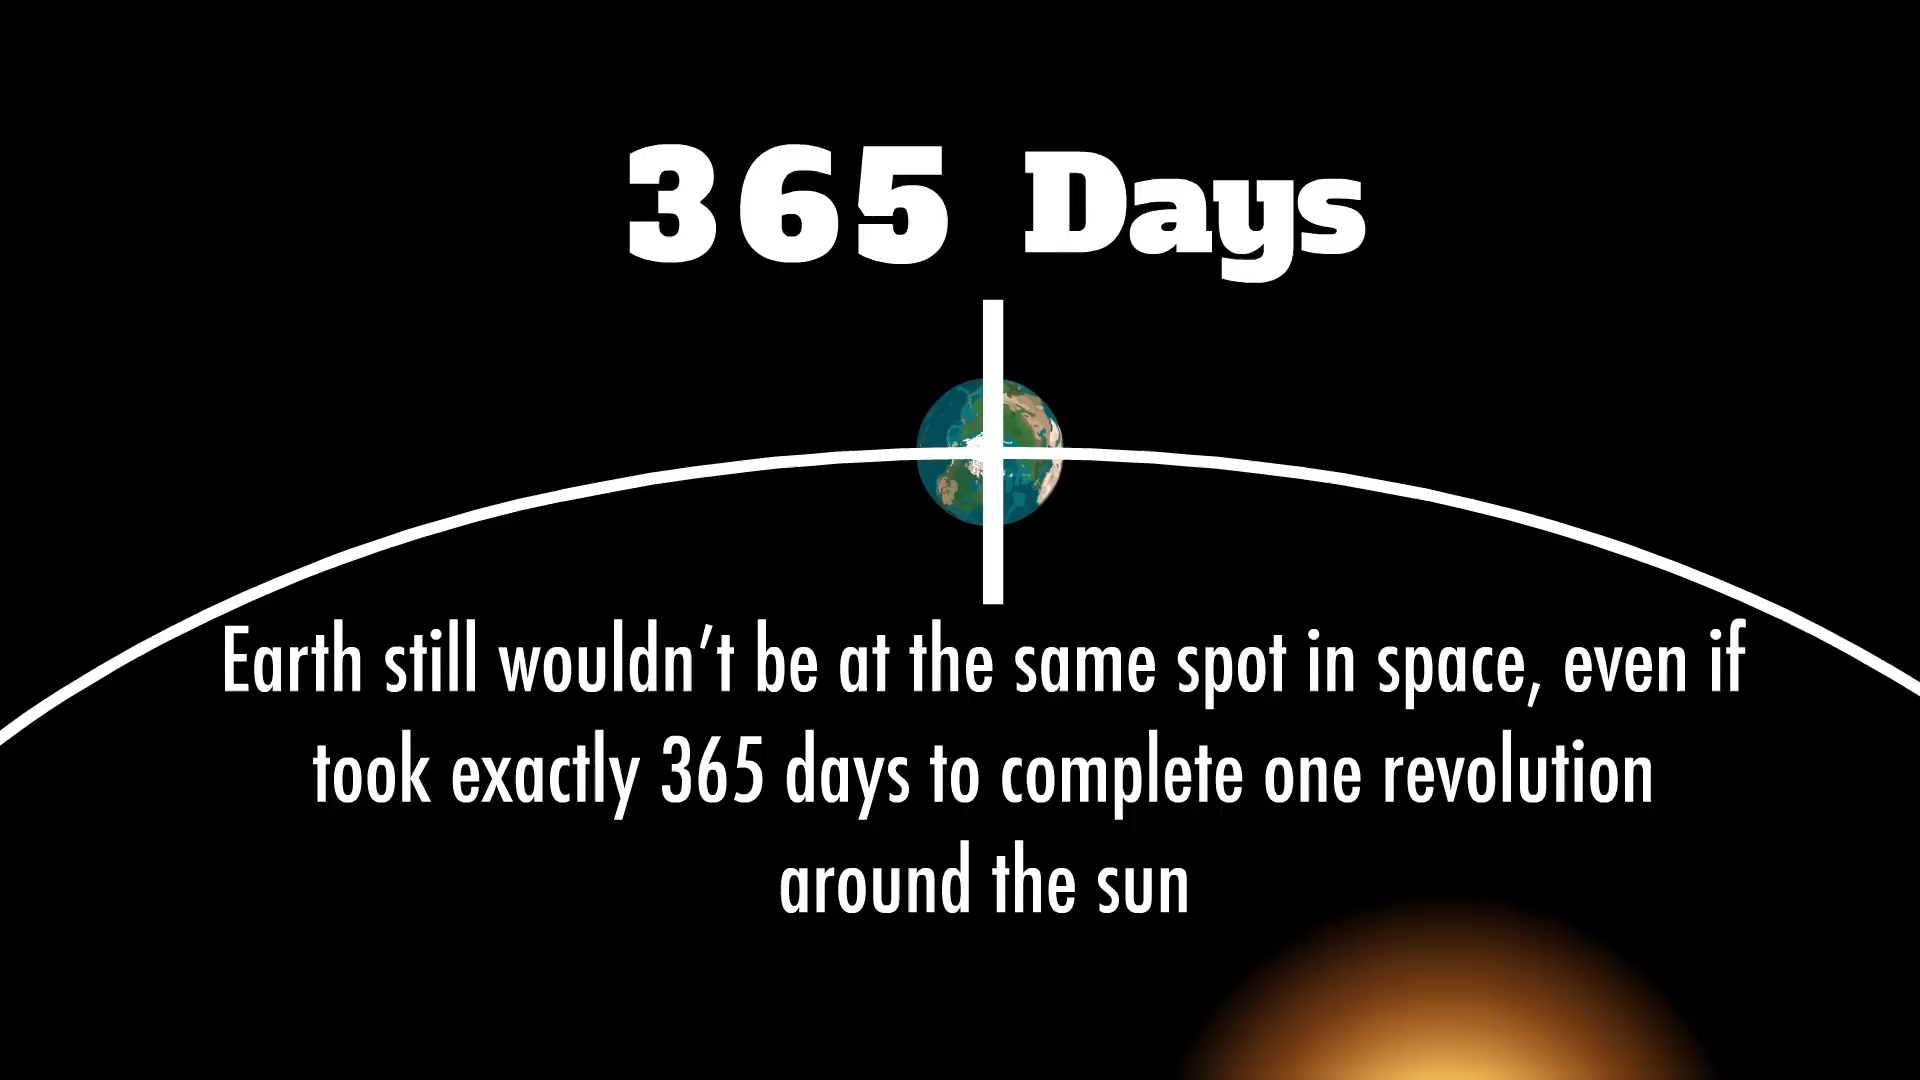 365 Days
Earth still wouldn't be at the same spot in space, even if
took exactly 365 days to complete one revolution
around the sun